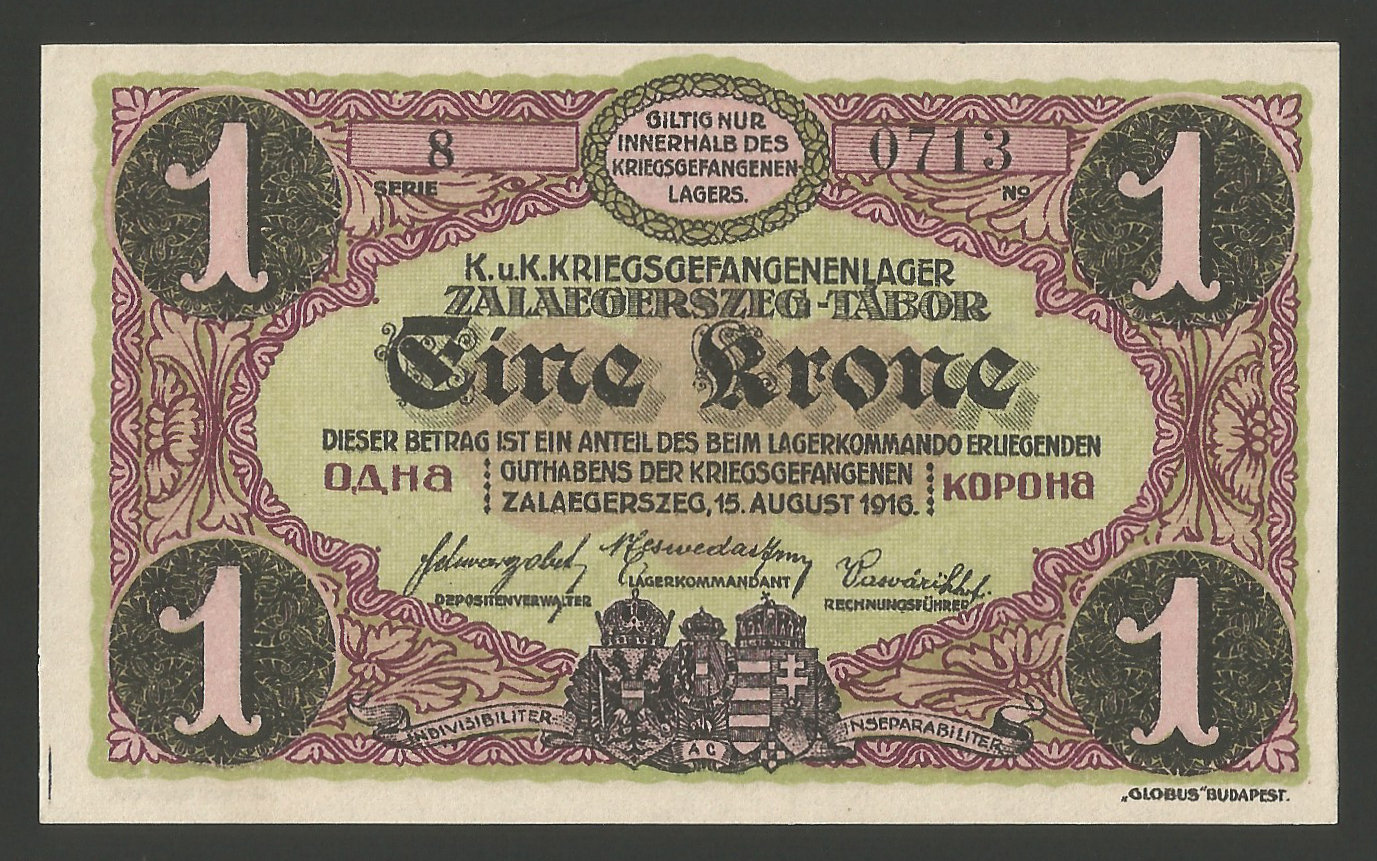 1
8
SERIE
GILTIG NUR
INNERHALB DES
KRIEGSGEFANGENEN-
LAGERS.
0713
No
1
K.u.K. KRIEGSGEFANGENENLAGER
ZALAEGERSZEG-TÁBOR
Eine Krone
DIESER BETRAG IST EIN ANTEIL DES BEIM LAGERKOMMANDO ERLIEGENDEN
ОДНА
GUTHABENS DER KRIEGSGEFANGENEN
ZALAEGERSZEG, 15. AUGUST 1916.
КОРОНА
DEPOSITENVERWALTER
LAGERKOMMANDANT
RECHNUNGSFÜHRER
1
INDIVISIBILITER-
A C
INSEPARABILITER
1
„GLOBUS" BUDAPEST.